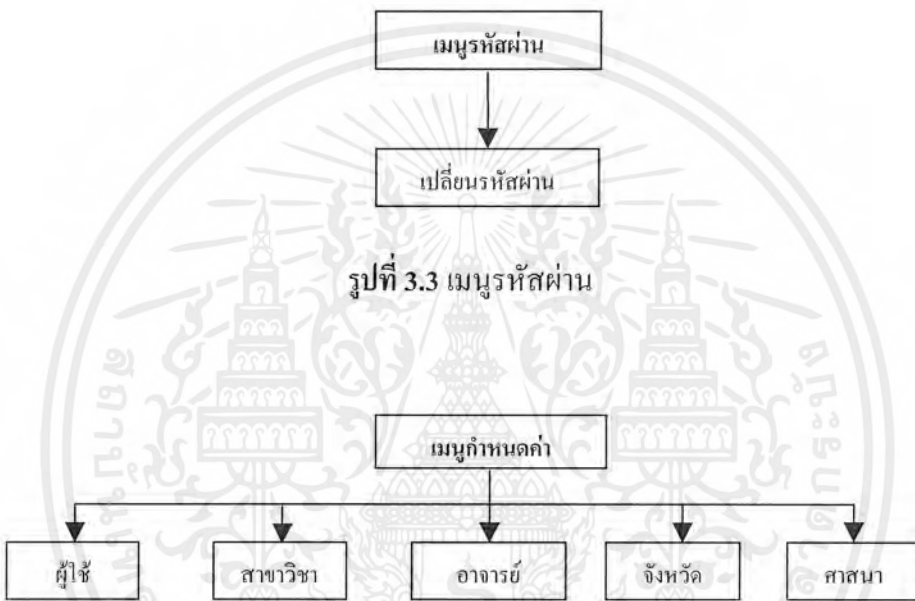 เมนูรหัสผ่าน
เปลี่ยนรหัสผ่าน
รูปที่ 3.3 เมนูรหัสผ่าน
เมนูกำหนดค่า
ผู้ใช้ สาขาวิชา อาจารย์ จังหวัด ศาสนา